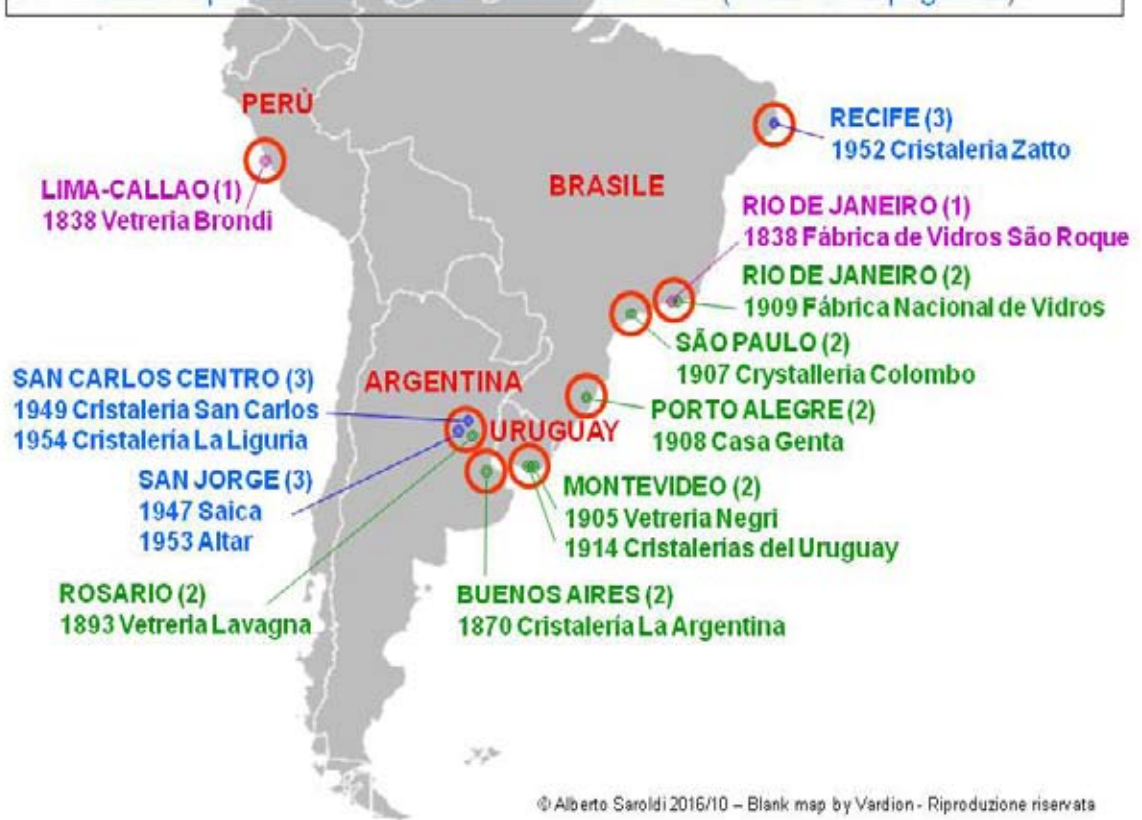 PERÙ
RECIFE (3)
1952 Cristaleria Zatto
LIMA-CALLAO (1)
1838 Vetreria Brondi
BRASILE
RIO DE JANEIRO (1)
1838 Fábrica de Vidros São Roque
RIO DE JANEIRO (2)
1909 Fábrica Nacional de Vidros
SÃO PAULO (2)
1907 Crystalleria Colombo
SAN CARLOS CENTRO (3)
1949 Cristalería San Carlos
1954 Cristalería La Liguria
ARGENTINA
PORTO ALEGRE (2)
1908 Casa Genta
URUGUAY
SAN JORGE (3)
1947 Saica
1953 Altar
MONTEVIDEO (2)
1905 Vetreria Negri
1914 Cristalerías del Uruguay
ROSARIO (2)
1893 Vetreria Lavagna
BUENOS AIRES (2)
1870 Cristalería La Argentina
© Alberto Saroldi 2016/10 – Blank map by Vardion - Riproduzione riservata